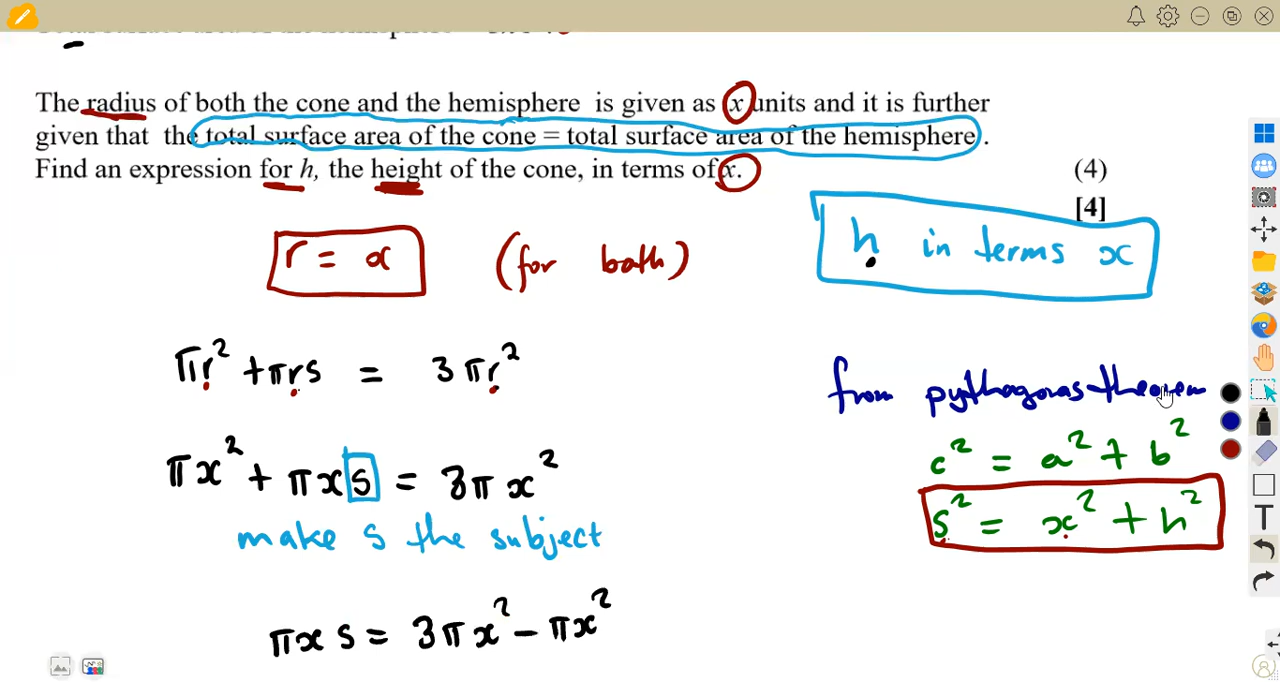 The radius of both the cone and the hemisphere is given as x units and it is further
given that the total surface area of the cone = total surface area of the hemisphere.
Find an expression for h, the height of the cone, in terms of x. (4)
[4]
r = x (for both)
h in terms x
πr² + πrs = 3πr²
πx² + πxs = 3πx²
make s the subject
πxs = 3πx² - πx²
from pythagoras theorem
c² = a² + b²
s² = x² + h²